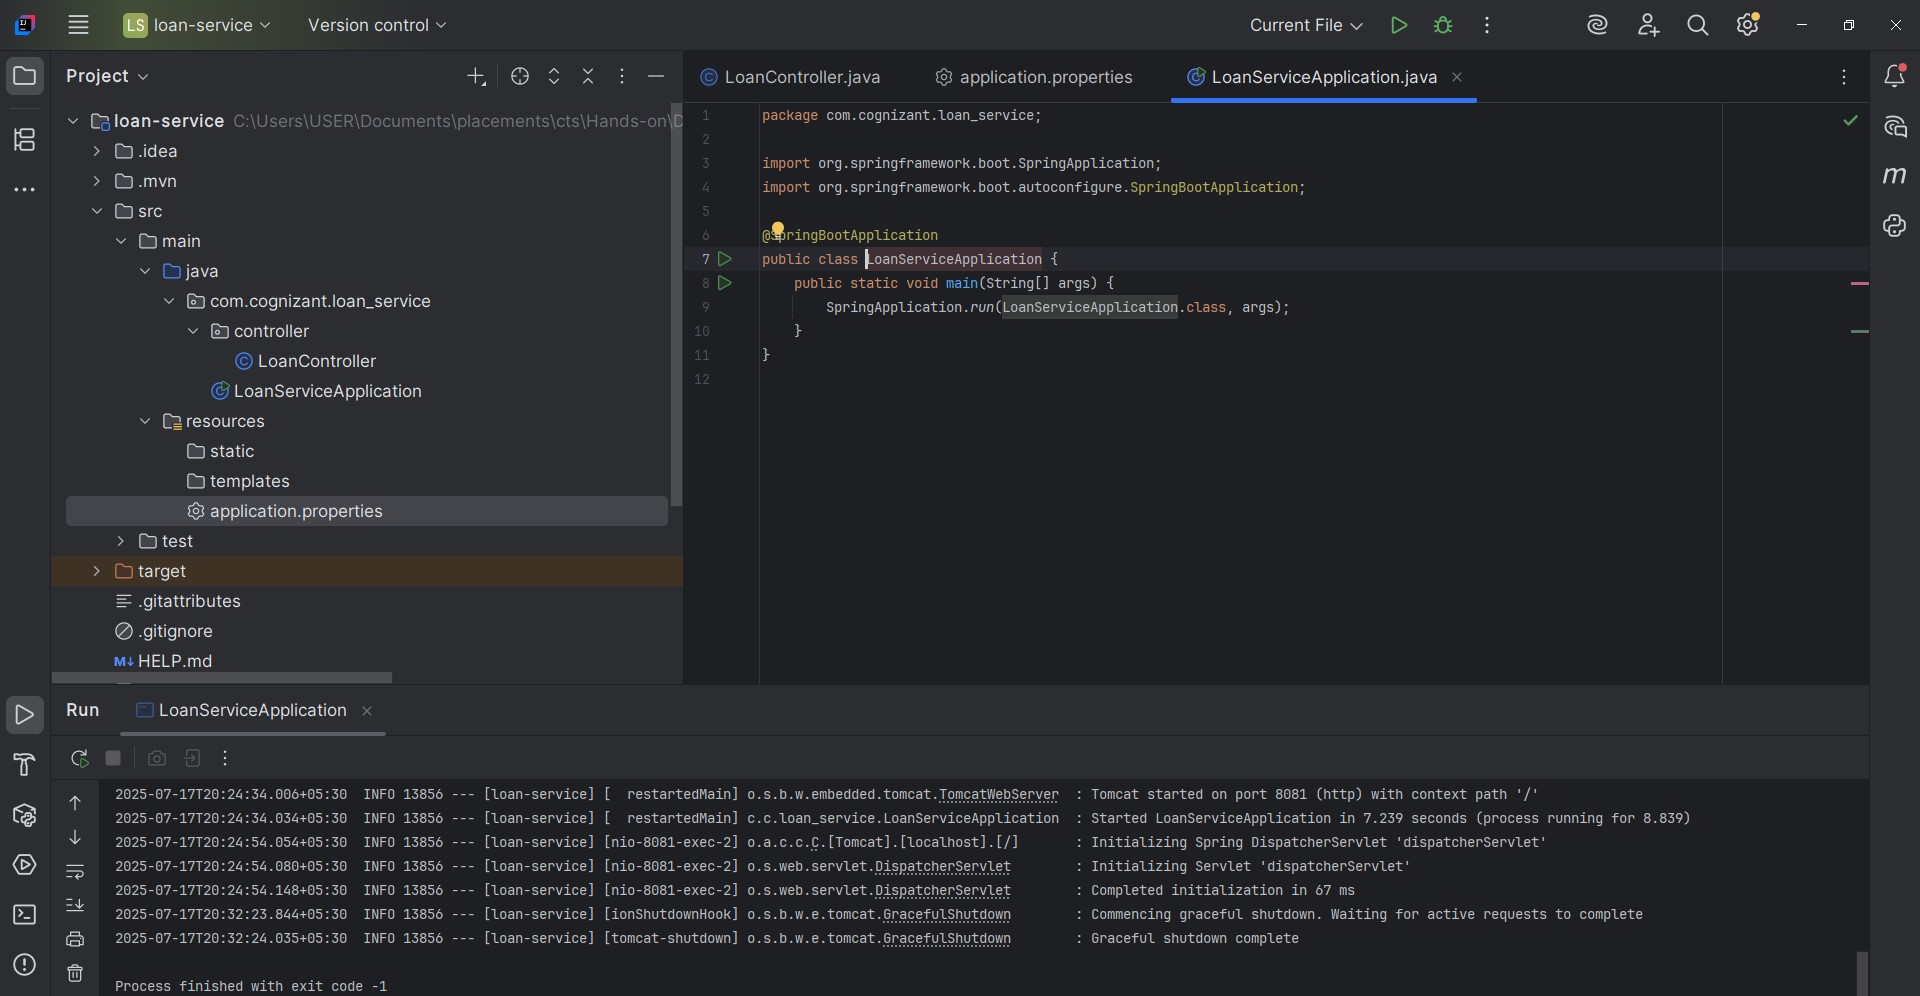 LS loan-service
Version control
Current File
Project
loan-service C:\Users\USER\Documents\placements\cts\Hands-on\D
.idea
.mvn
src
main
java
com.cognizant.loan_service
controller
LoanController
LoanServiceApplication
resources
static
templates
application.properties
test
target
.gitattributes
.gitignore
M↓ HELP.md
LoanController.java
application.properties
LoanServiceApplication.java
1 package com.cognizant.loan_service;
2
3 import org.springframework.boot.SpringApplication;
4 import org.springframework.boot.autoconfigure.SpringBootApplication;
5
6 @SpringBootApplication
7 public class LoanServiceApplication {
8 public static void main(String[] args) {
9 SpringApplication.run(LoanServiceApplication.class, args);
10 }
11 }
12
m
Run
LoanServiceApplication
2025-07-17T20:24:34.006+05:30 INFO 13856 --- [loan-service] [ restartedMain] o.s.b.w.embedded.tomcat.TomcatWebServer : Tomcat started on port 8081 (http) with context path '/'
2025-07-17T20:24:34.034+05:30 INFO 13856 --- [loan-service] [ restartedMain] c.c.loan_service.LoanServiceApplication : Started LoanServiceApplication in 7.239 seconds (process running for 8.839)
2025-07-17T20:24:54.054+05:30 INFO 13856 --- [loan-service] [nio-8081-exec-2] o.a.c.c.C.[Tomcat].[localhost].[/] : Initializing Spring DispatcherServlet 'dispatcherServlet'
2025-07-17T20:24:54.080+05:30 INFO 13856 --- [loan-service] [nio-8081-exec-2] o.s.web.servlet.DispatcherServlet : Initializing Servlet 'dispatcherServlet'
2025-07-17T20:24:54.148+05:30 INFO 13856 --- [loan-service] [nio-8081-exec-2] o.s.web.servlet.DispatcherServlet : Completed initialization in 67 ms
2025-07-17T20:32:23.844+05:30 INFO 13856 --- [loan-service] [ionShutdownHook] o.s.b.w.e.tomcat.GracefulShutdown : Commencing graceful shutdown. Waiting for active requests to complete
2025-07-17T20:32:24.035+05:30 INFO 13856 --- [loan-service] [tomcat-shutdown] o.s.b.w.e.tomcat.GracefulShutdown : Graceful shutdown complete
Process finished with exit code -1